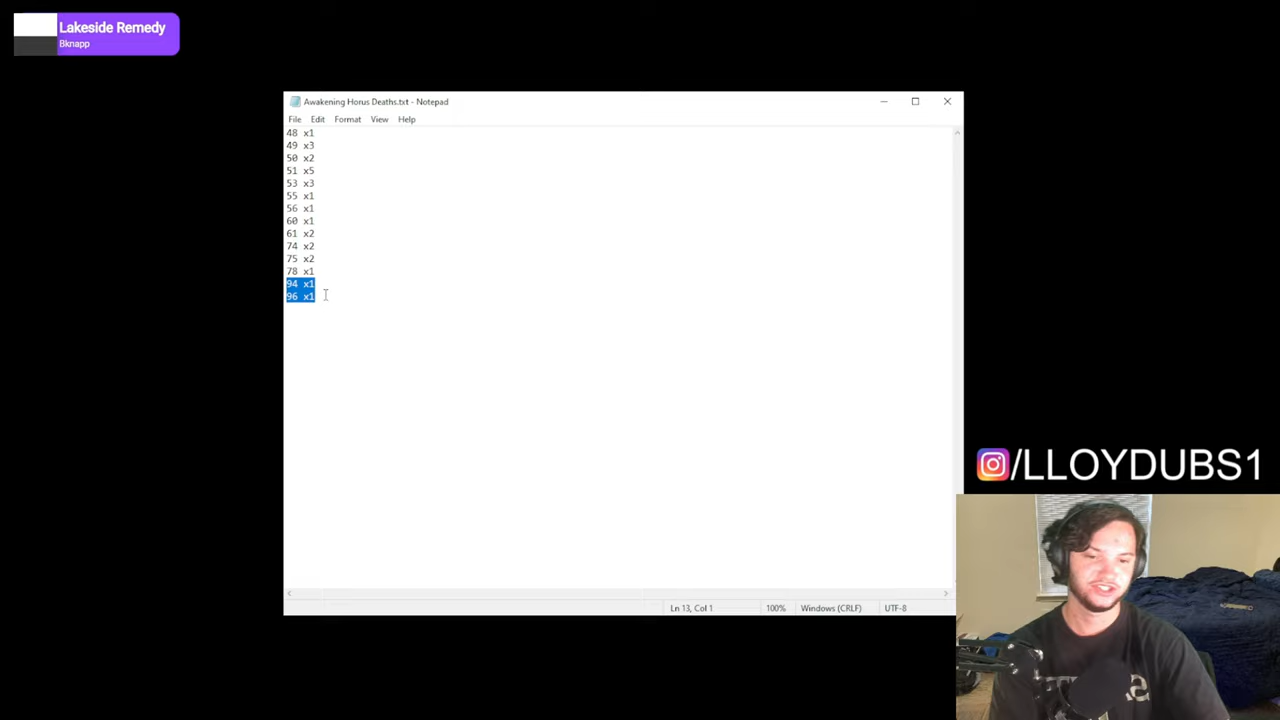 Lakeside Remedy
Bknapp
Awakening Horus Deaths.txt - Notepad
File Edit Format View Help
48 x1
49 x3
50 x2
51 x5
53 x3
55 x1
56 x1
60 x1
61 x2
74 x2
75 x2
78 x1
94 x1
96 x1
/LLOYDUBS1
Ln 13, Col 1 100% Windows (CRLF) UTF-8